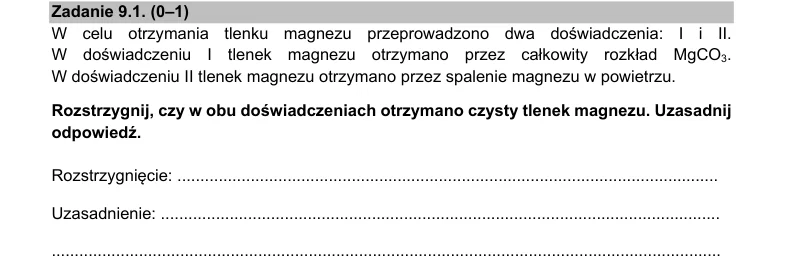 Zadanie 9.1. (0–1)
W celu otrzymania tlenku magnezu przeprowadzono dwa doświadczenia: I i II.
W doświadczeniu I tlenek magnezu otrzymano przez całkowity rozkład MgCO₃.
W doświadczeniu II tlenek magnezu otrzymano przez spalenie magnezu w powietrzu.
Rozstrzygnij, czy w obu doświadczeniach otrzymano czysty tlenek magnezu. Uzasadnij
odpowiedź.
Rozstrzygnięcie: .....................................................................................................................
Uzasadnienie: .........................................................................................................................
.................................................................................................................................................